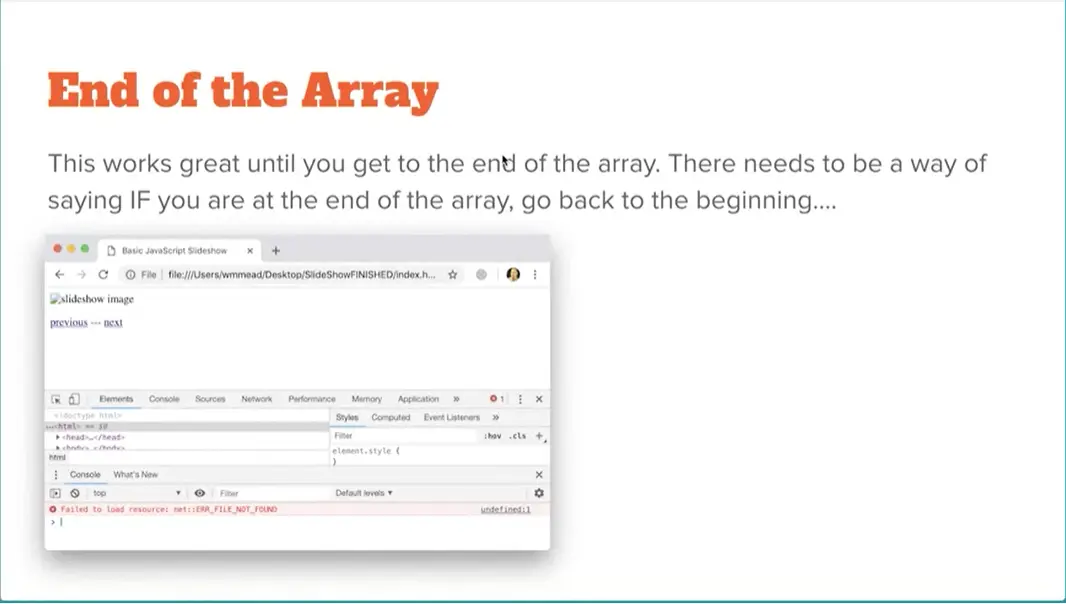 End of the Array
This works great until you get to the end of the array. There needs to be a way of
saying IF you are at the end of the array, go back to the beginning....
Basic JavaScript Slideshow × +
File | file:///Users/wmmead/Desktop/SlideShowFINISHED/index.h...
slideshow image
previous --- next
Elements Console Sources Network Performance Memory Application » 1 ×
<!doctype html>
...<html> == $0
Styles Computed Event Listeners »
▶<head>…</head>
Filter :hov .cls +
▶<body>…</body>
element.style {
html
}
Console What's New ×
top ▼ Filter Default levels ▼
Failed to load resource: net::ERR_FILE_NOT_FOUND undefined:1
>